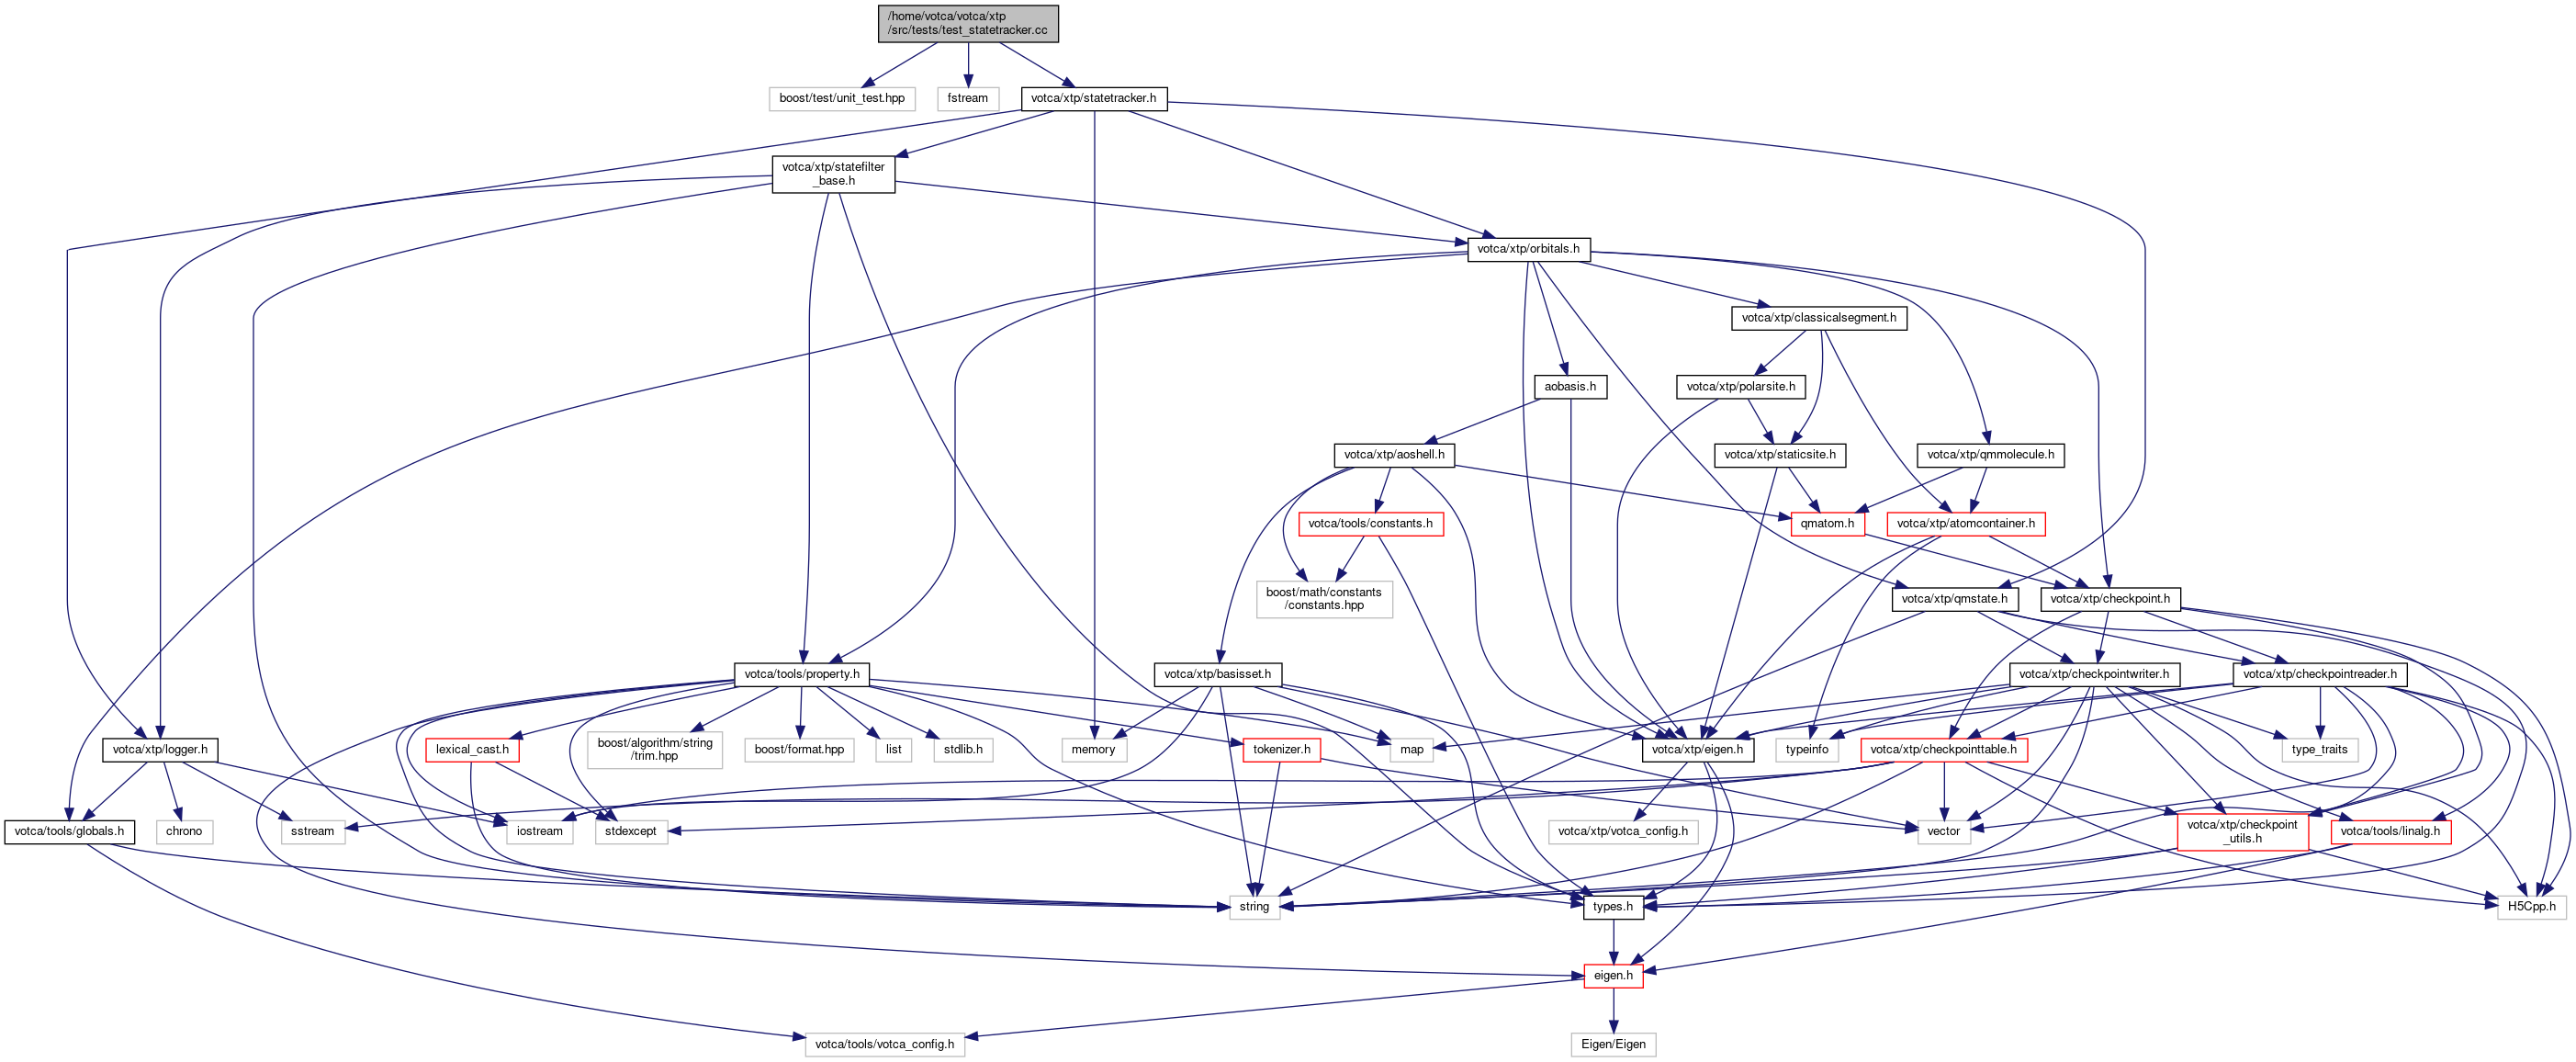 /home/votca/votca/xtp
/src/tests/test_statetracker.cc
boost/test/unit_test.hpp
fstream
votca/xtp/statetracker.h
votca/xtp/statefilter
_base.h
votca/xtp/orbitals.h
votca/xtp/classicalsegment.h
aobasis.h
votca/xtp/polarsite.h
votca/xtp/aoshell.h
votca/xtp/staticsite.h
votca/xtp/qmmolecule.h
votca/tools/constants.h
qmatom.h
votca/xtp/atomcontainer.h
boost/math/constants
/constants.hpp
votca/xtp/qmstate.h
votca/xtp/checkpoint.h
votca/tools/property.h
votca/xtp/basisset.h
votca/xtp/checkpointwriter.h
votca/xtp/checkpointreader.h
votca/xtp/logger.h
lexical_cast.h
boost/algorithm/string
/trim.hpp
boost/format.hpp
list
stdlib.h
memory
tokenizer.h
map
votca/xtp/eigen.h
typeinfo
votca/xtp/checkpointtable.h
type_traits
votca/tools/globals.h
chrono
sstream
iostream
stdexcept
votca/xtp/votca_config.h
vector
votca/xtp/checkpoint
_utils.h
votca/tools/linalg.h
string
types.h
H5Cpp.h
eigen.h
votca/tools/votca_config.h
Eigen/Eigen